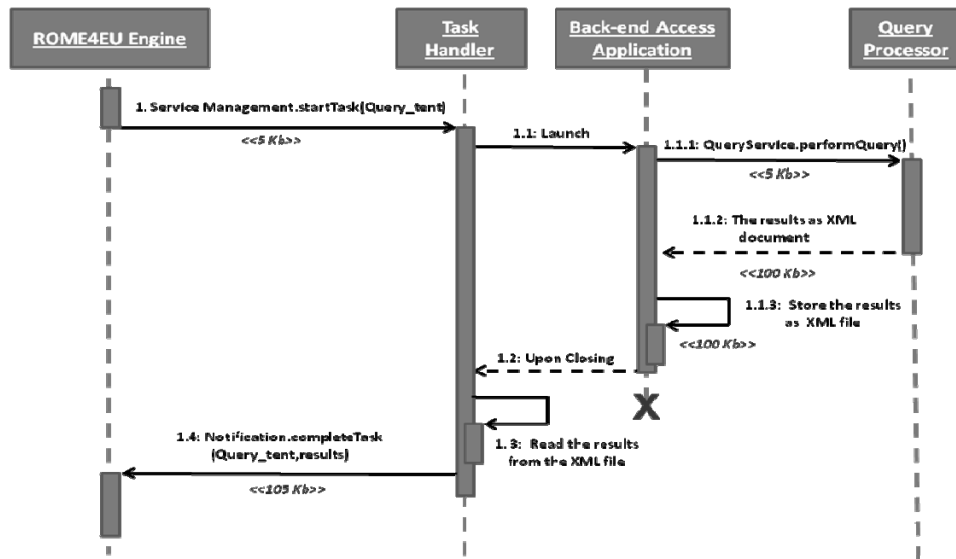 ROME4EU Engine
Task
Handler
Back-end Access
Application
Query
Processor
1. Service Management.startTask(Query_tent)
<<5 Kb>>
1.1: Launch
1.1.1: QueryService.performQuery()
<<5 Kb>>
1.1.2: The results as XML
document
<<100 Kb>>
1.1.3: Store the results
as XML file
<<100 Kb>>
1.2: Upon Closing
1. 3: Read the results
from the XML file
1.4: Notification.completeTask
(Query_tent,results)
<<105 Kb>>